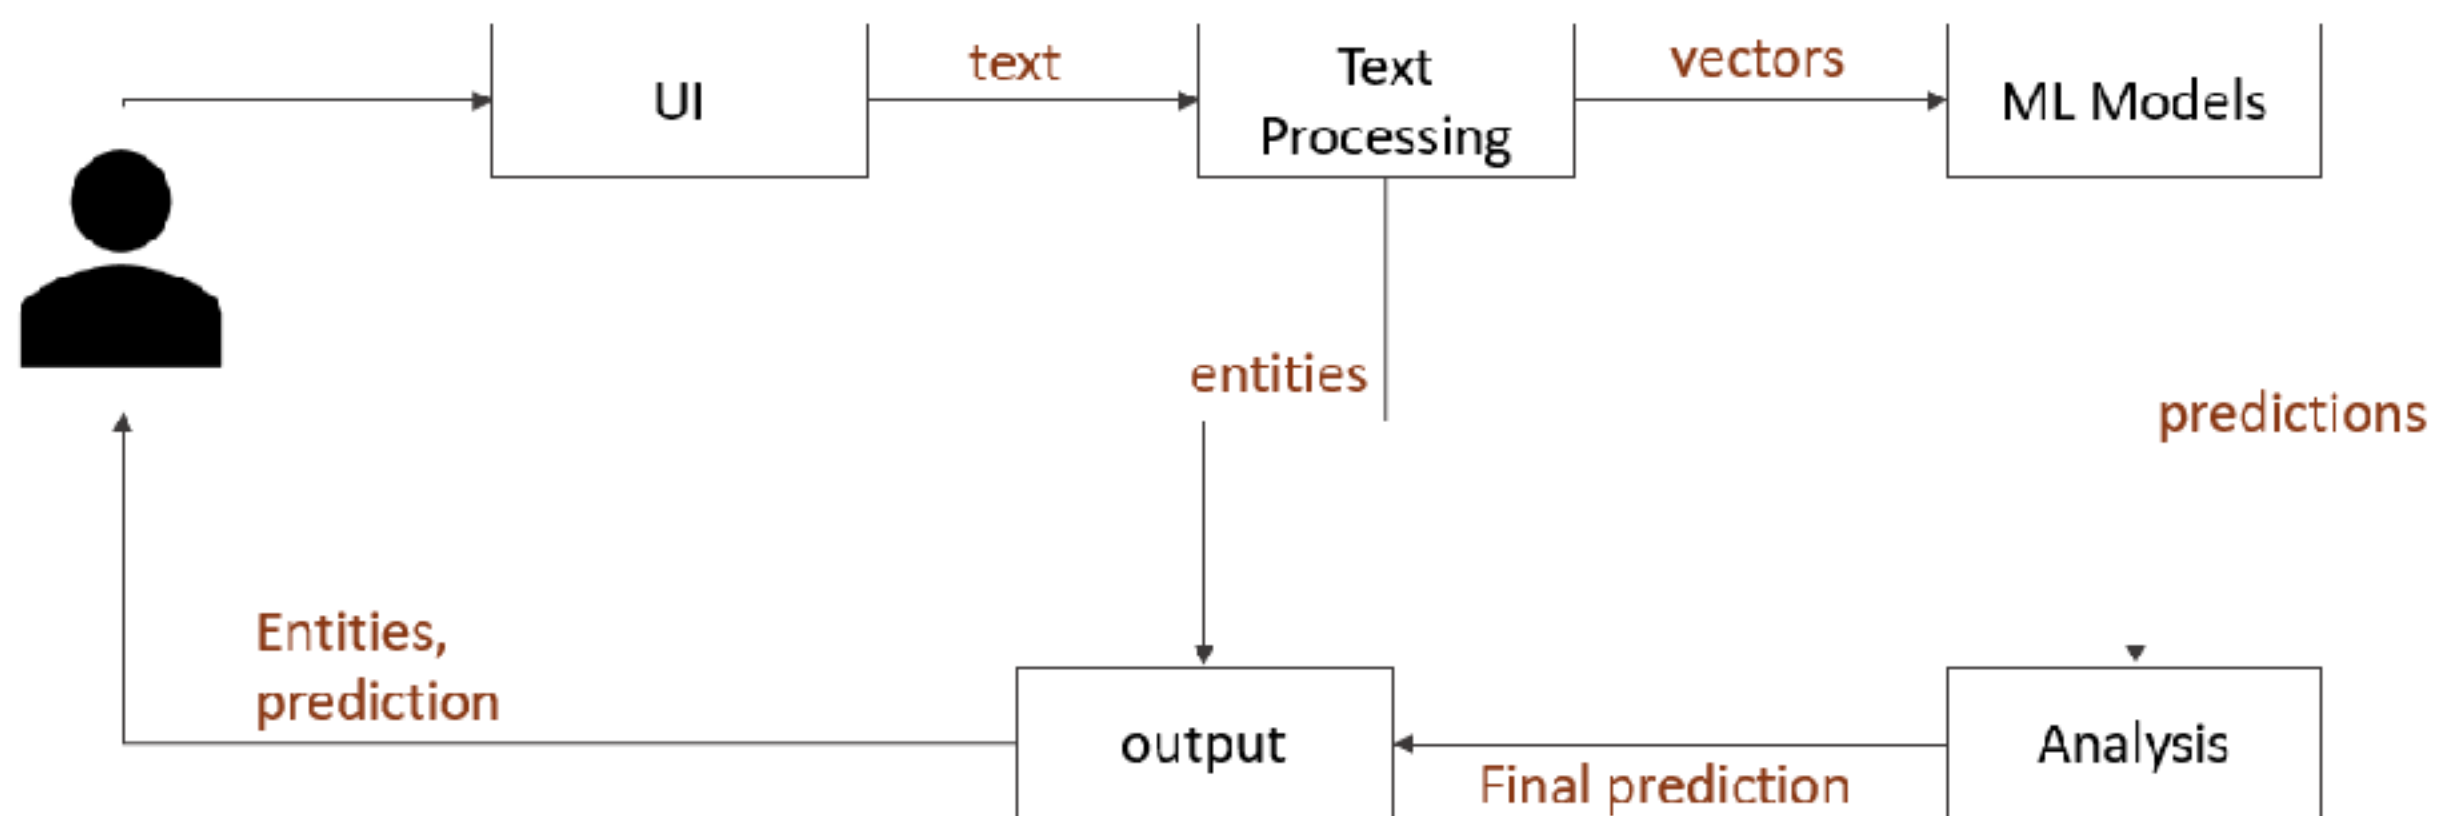 UI
text
Text
Processing
vectors
ML Models
entities
predictions
Entities,
prediction
output
Final prediction
Analysis